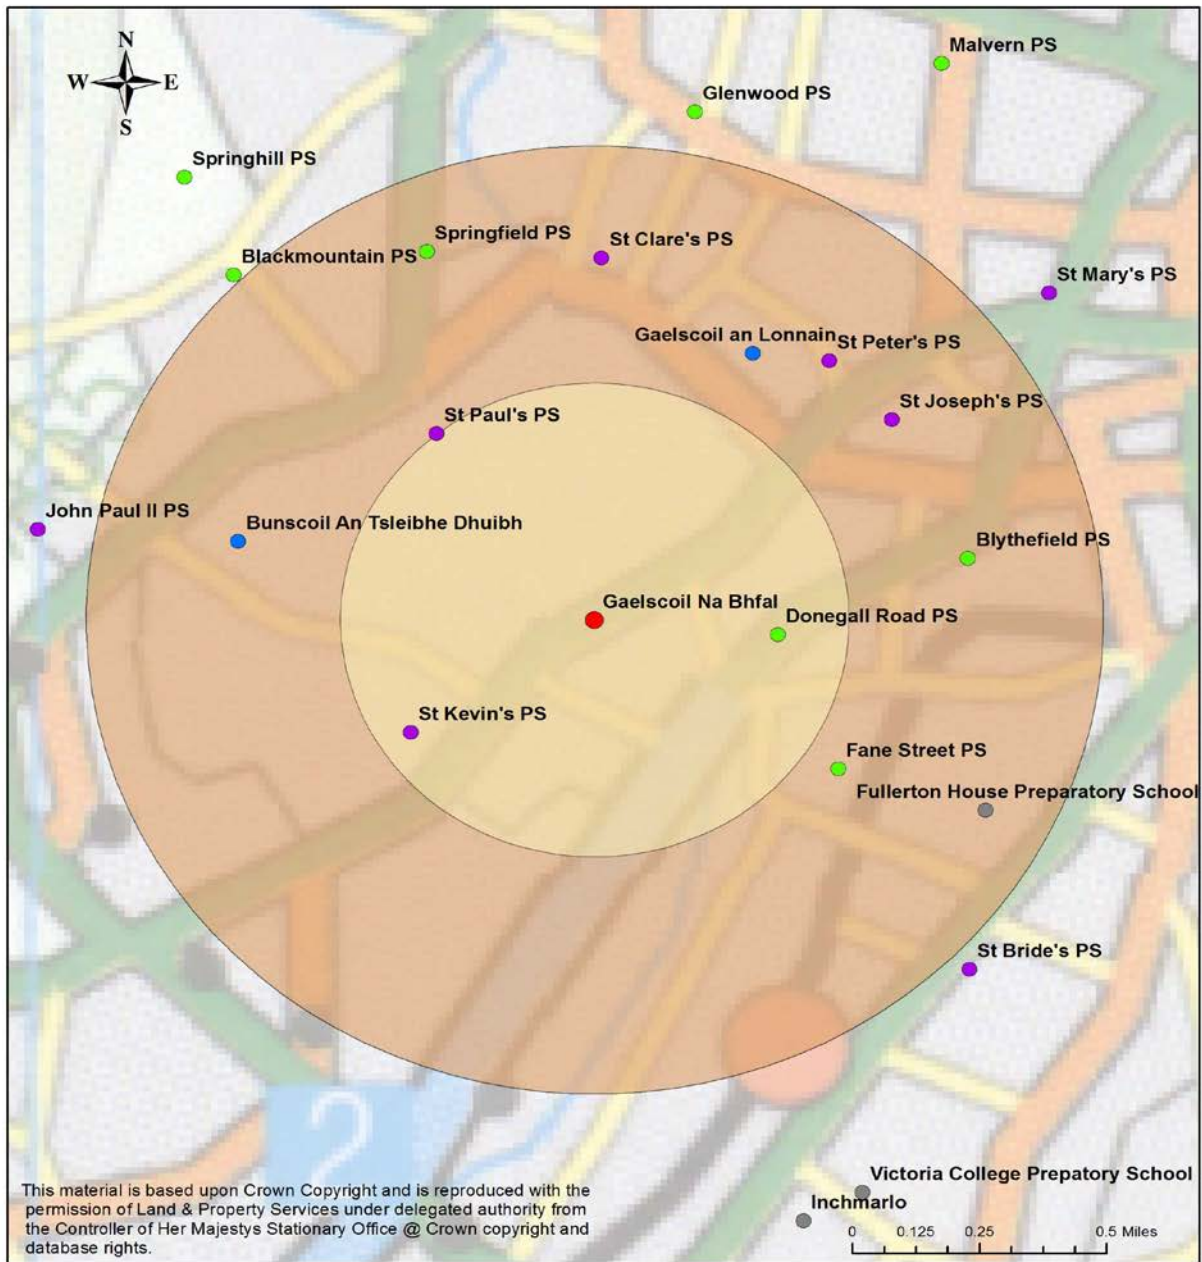 N
W E
S
Malvern PS
Glenwood PS
Springhill PS
Springfield PS
St Clare's PS
Blackmountain PS
St Mary's PS
Gaelscoil an Lonnain
St Peter's PS
St Paul's PS
St Joseph's PS
John Paul II PS
Bunscoil An Tsleibhe Dhuibh
Blythefield PS
Gaelscoil Na Bhfal
Donegall Road PS
St Kevin's PS
Fane Street PS
Fullerton House Preparatory School
St Bride's PS
2
Victoria College Prepatory School
Inchmarlo
This material is based upon Crown Copyright and is reproduced with the
permission of Land & Property Services under delegated authority from
the Controller of Her Majestys Stationary Office @ Crown copyright and
database rights.
0 0.125 0.25 0.5 Miles